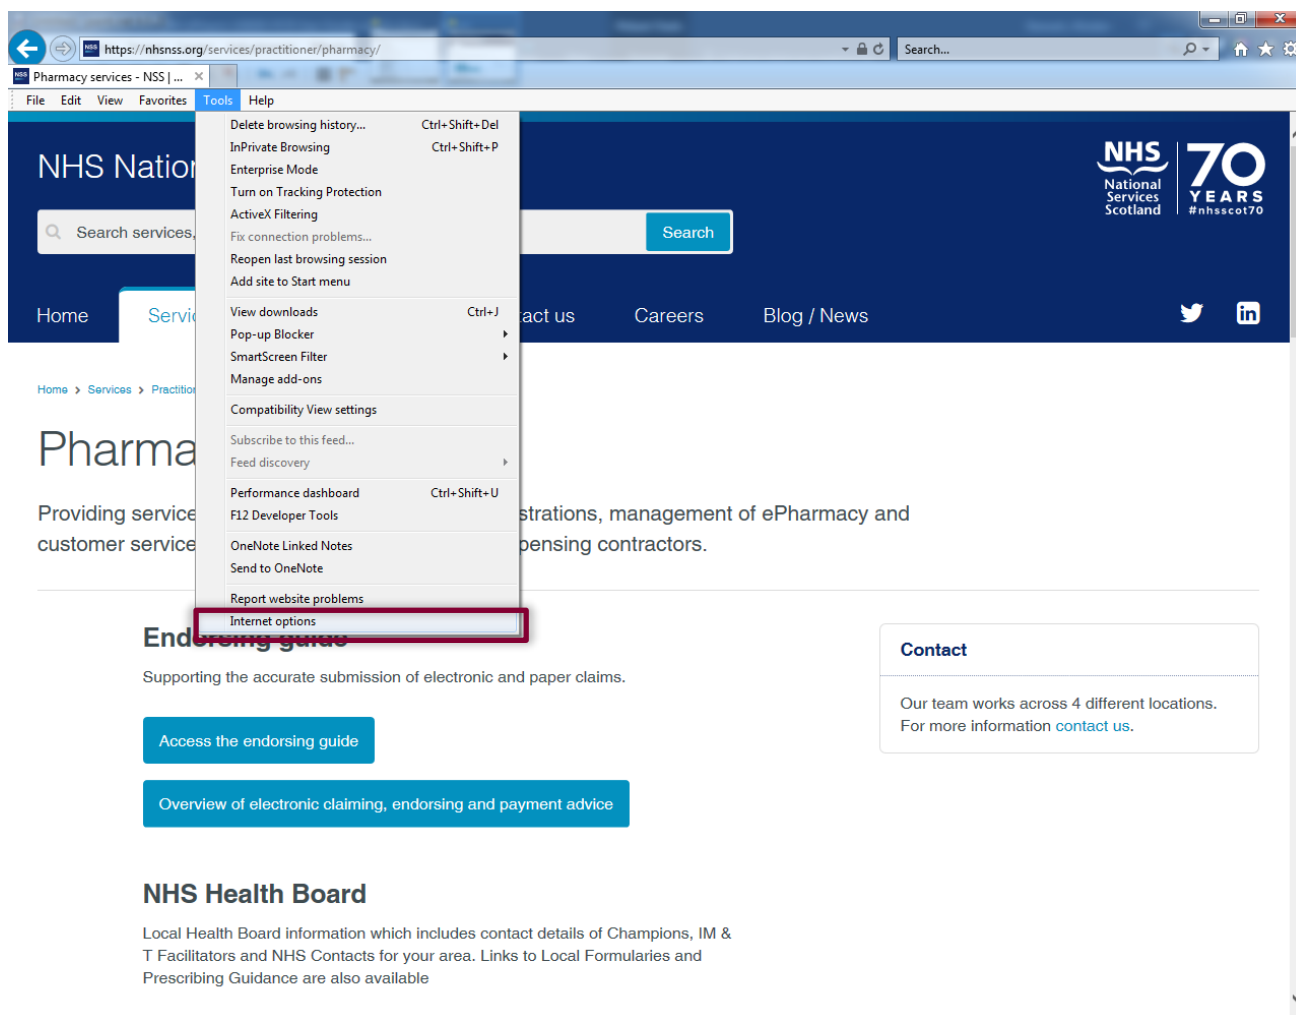 https://nhsnss.org/services/practitioner/pharmacy/
Search...
Pharmacy services - NSS | ...
File Edit View Favorites Tools Help
Delete browsing history... Ctrl+Shift+Del
InPrivate Browsing Ctrl+Shift+P
Enterprise Mode
Turn on Tracking Protection
ActiveX Filtering
Fix connection problems...
Reopen last browsing session
Add site to Start menu
View downloads Ctrl+J
Pop-up Blocker
SmartScreen Filter
Manage add-ons
Compatibility View settings
Subscribe to this feed...
Feed discovery
Performance dashboard Ctrl+Shift+U
F12 Developer Tools
OneNote Linked Notes
Send to OneNote
Report website problems
Internet options
NHS Nation
NHS
National
Services
Scotland
70
YEARS
#nhsscot70
Search services,
Search
Home Servic tact us Careers Blog / News
in
Home > Services > Practition
Pharma
Providing service strations, management of ePharmacy and
customer service pensing contractors.
Endorsing guide
Supporting the accurate submission of electronic and paper claims.
Access the endorsing guide
Overview of electronic claiming, endorsing and payment advice
Contact
Our team works across 4 different locations.
For more information contact us.
NHS Health Board
Local Health Board information which includes contact details of Champions, IM &
T Facilitators and NHS Contacts for your area. Links to Local Formularies and
Prescribing Guidance are also available